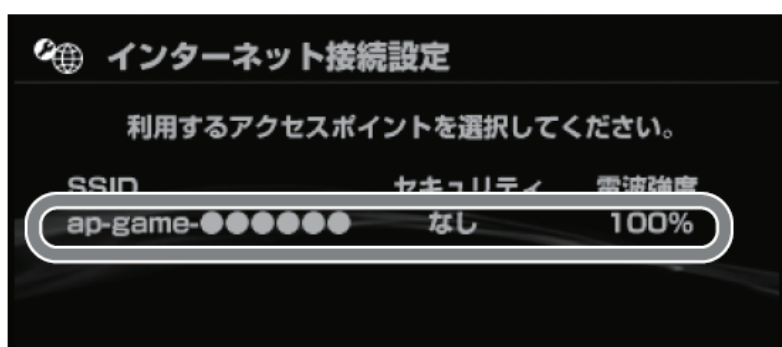 インターネット接続設定
利用するアクセスポイントを選択してください。
SSID セキュリティ 電波強度
ap-game-●●●●●● なし 100%